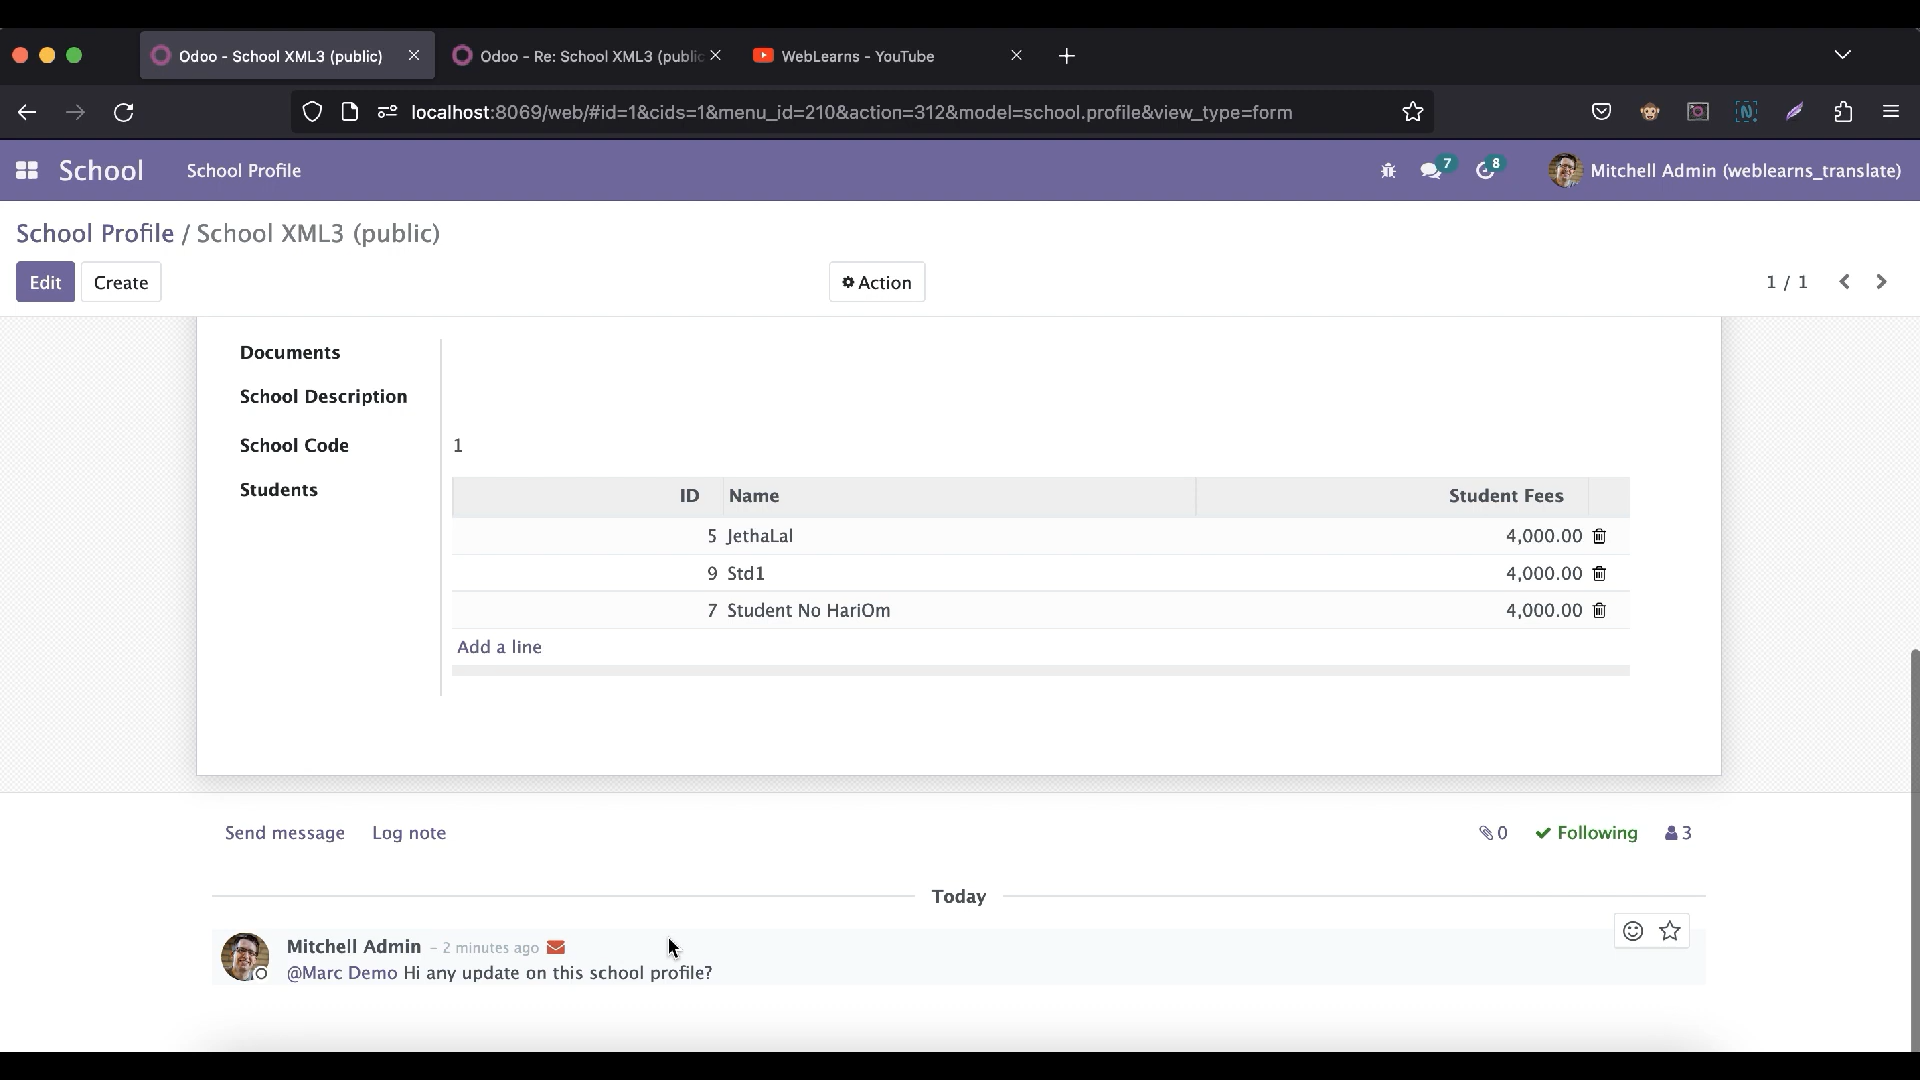 Odoo - School XML3 (public)
Odoo - Re: School XML3 (public
WebLearns - YouTube
localhost:8069/web/#id=1&cids=1&menu_id=210&action=312&model=school.profile&view_type=form
School
School Profile
7
8
Mitchell Admin (weblearns_translate)
School Profile / School XML3 (public)
Edit
Create
Action
1 / 1
Documents
School Description
School Code
1
Students
ID Name Student Fees
5 JethaLal 4,000.00
9 Std1 4,000.00
7 Student No HariOm 4,000.00
Add a line
Send message
Log note
0
Following
3
Today
Mitchell Admin - 2 minutes ago
@Marc Demo Hi any update on this school profile?